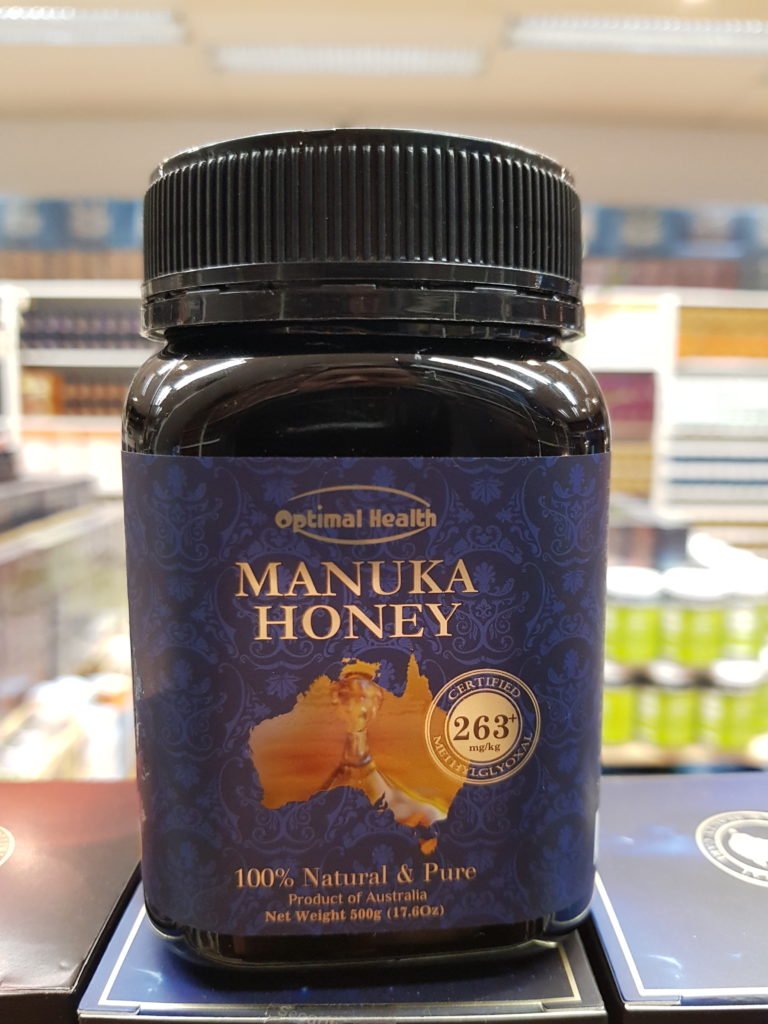 Optimal Health
MANUKA
HONEY
CERTIFIED
263+
mg/kg
METHYLGLYOXAL
100% Natural & Pure
Product of Australia
Net Weight 500g (17.6Oz)